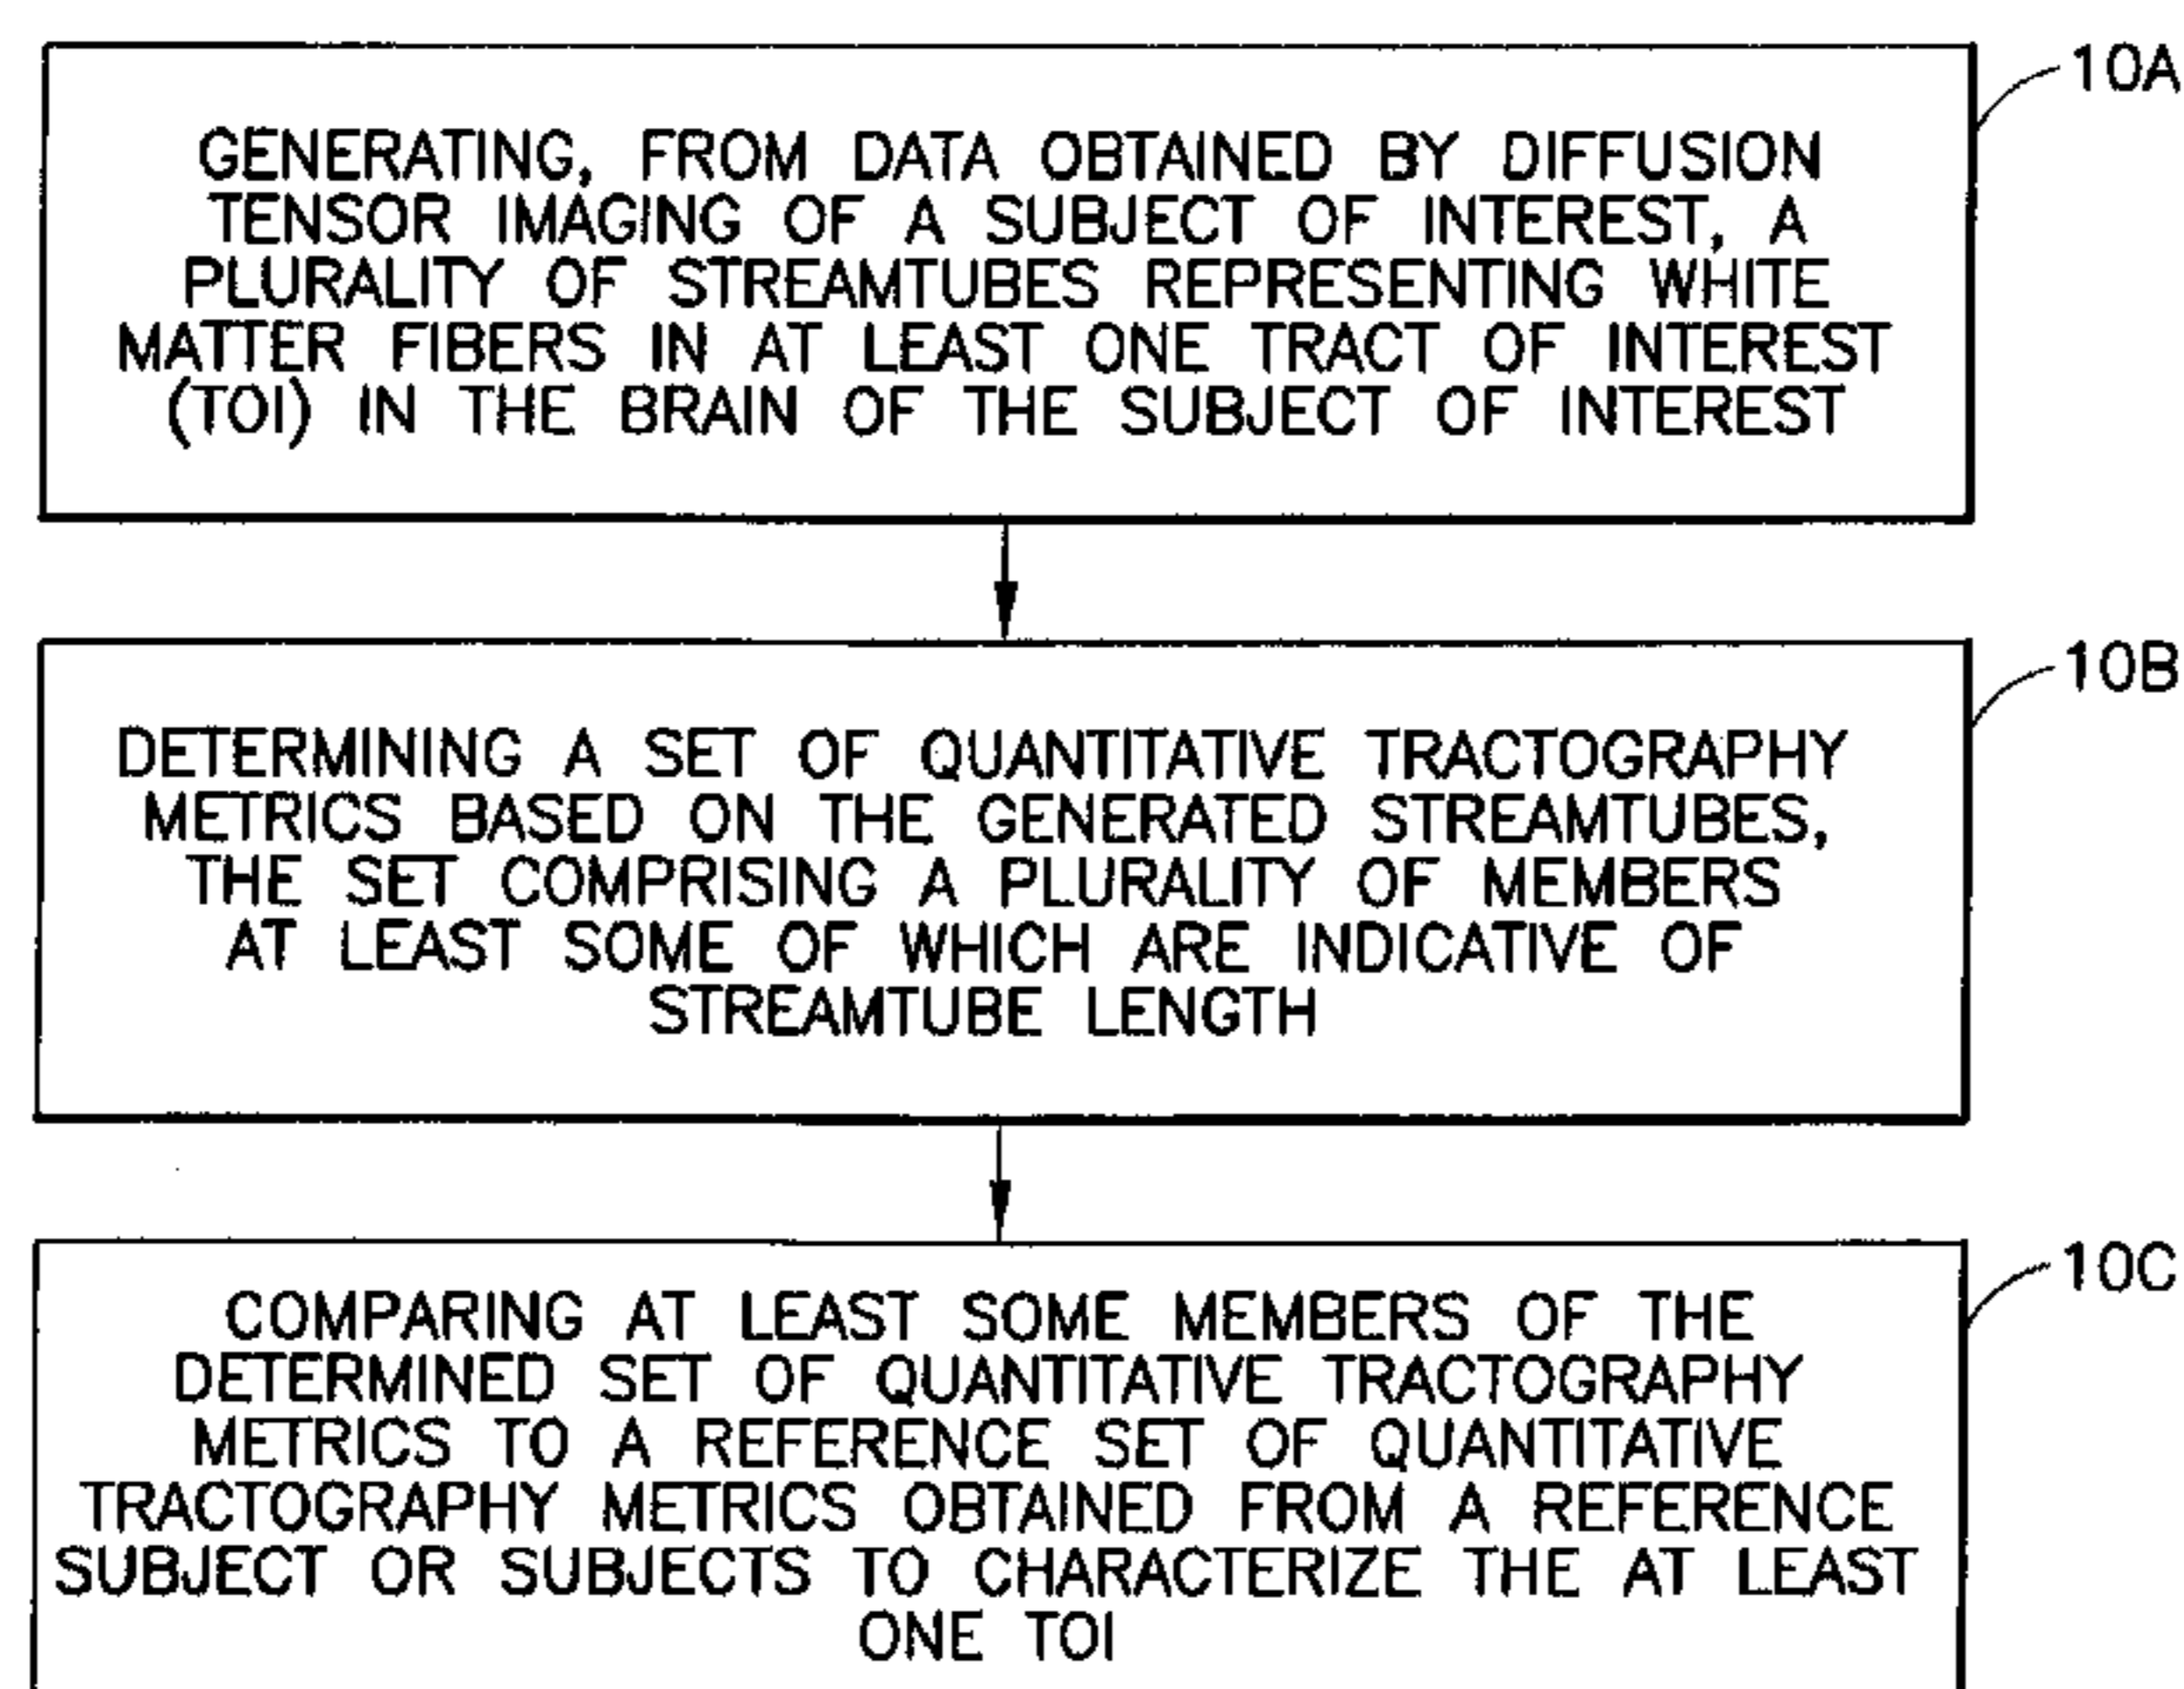 10A
GENERATING, FROM DATA OBTAINED BY DIFFUSION
TENSOR IMAGING OF A SUBJECT OF INTEREST, A
PLURALITY OF STREAMTUBES REPRESENTING WHITE
MATTER FIBERS IN AT LEAST ONE TRACT OF INTEREST
(TOI) IN THE BRAIN OF THE SUBJECT OF INTEREST
10B
DETERMINING A SET OF QUANTITATIVE TRACTOGRAPHY
METRICS BASED ON THE GENERATED STREAMTUBES,
THE SET COMPRISING A PLURALITY OF MEMBERS
AT LEAST SOME OF WHICH ARE INDICATIVE OF
STREAMTUBE LENGTH
10C
COMPARING AT LEAST SOME MEMBERS OF THE
DETERMINED SET OF QUANTITATIVE TRACTOGRAPHY
METRICS TO A REFERENCE SET OF QUANTITATIVE
TRACTOGRAPHY METRICS OBTAINED FROM A REFERENCE
SUBJECT OR SUBJECTS TO CHARACTERIZE THE AT LEAST
ONE TOI